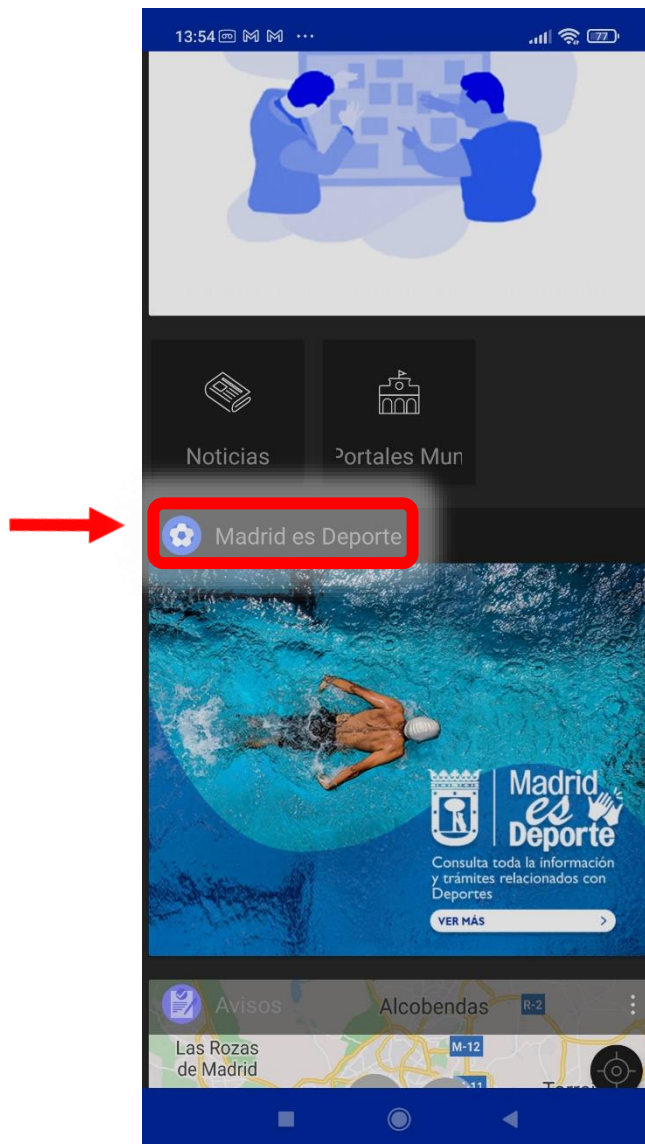 13:54
77
Noticias
Portales Mun
Madrid es Deporte
Madrid
es
Deporte
Consulta toda la información
y trámites relacionados con
Deportes
VER MÁS
Avisos
Alcobendas
R-2
Las Rozas
de Madrid
M-12